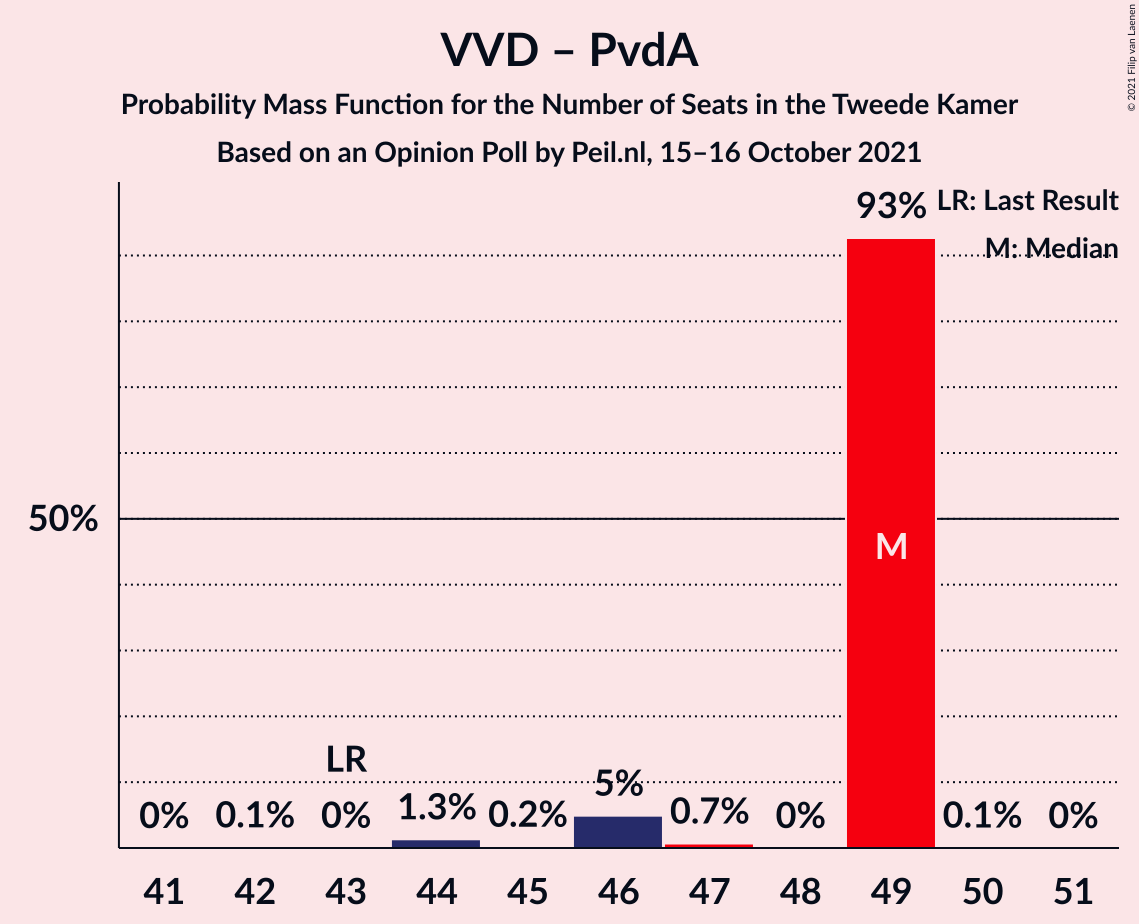 VVD – PvdA
Probability Mass Function for the Number of Seats in the Tweede Kamer
Based on an Opinion Poll by Peil.nl, 15–16 October 2021
© 2021 Filip van Laenen
LR: Last Result
M: Median
93%
50%
M
LR
0% 0.1% 0% 1.3% 0.2% 5% 0.7% 0% 0.1% 0%
41 42 43 44 45 46 47 48 49 50 51